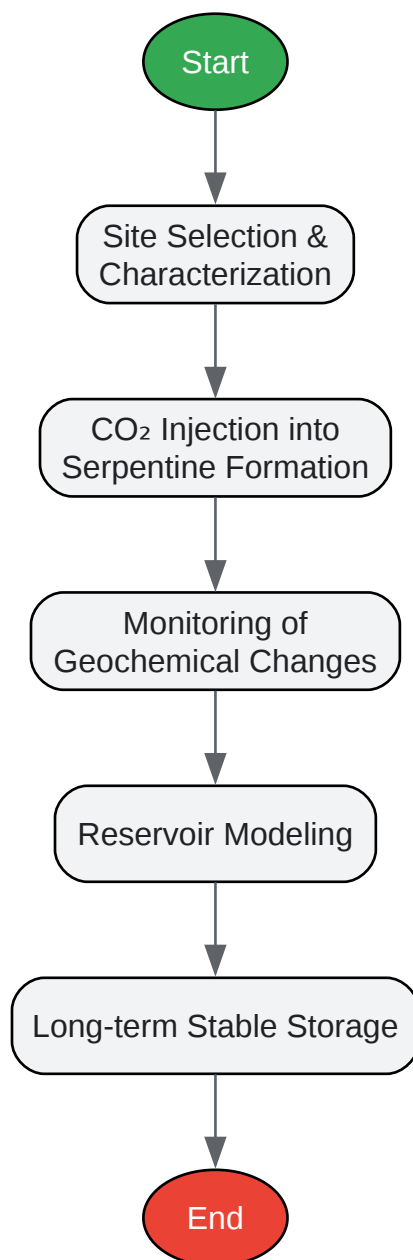 Start
Site Selection &
Characterization
CO₂ Injection into
Serpentine Formation
Monitoring of
Geochemical Changes
Reservoir Modeling
Long-term Stable Storage
End